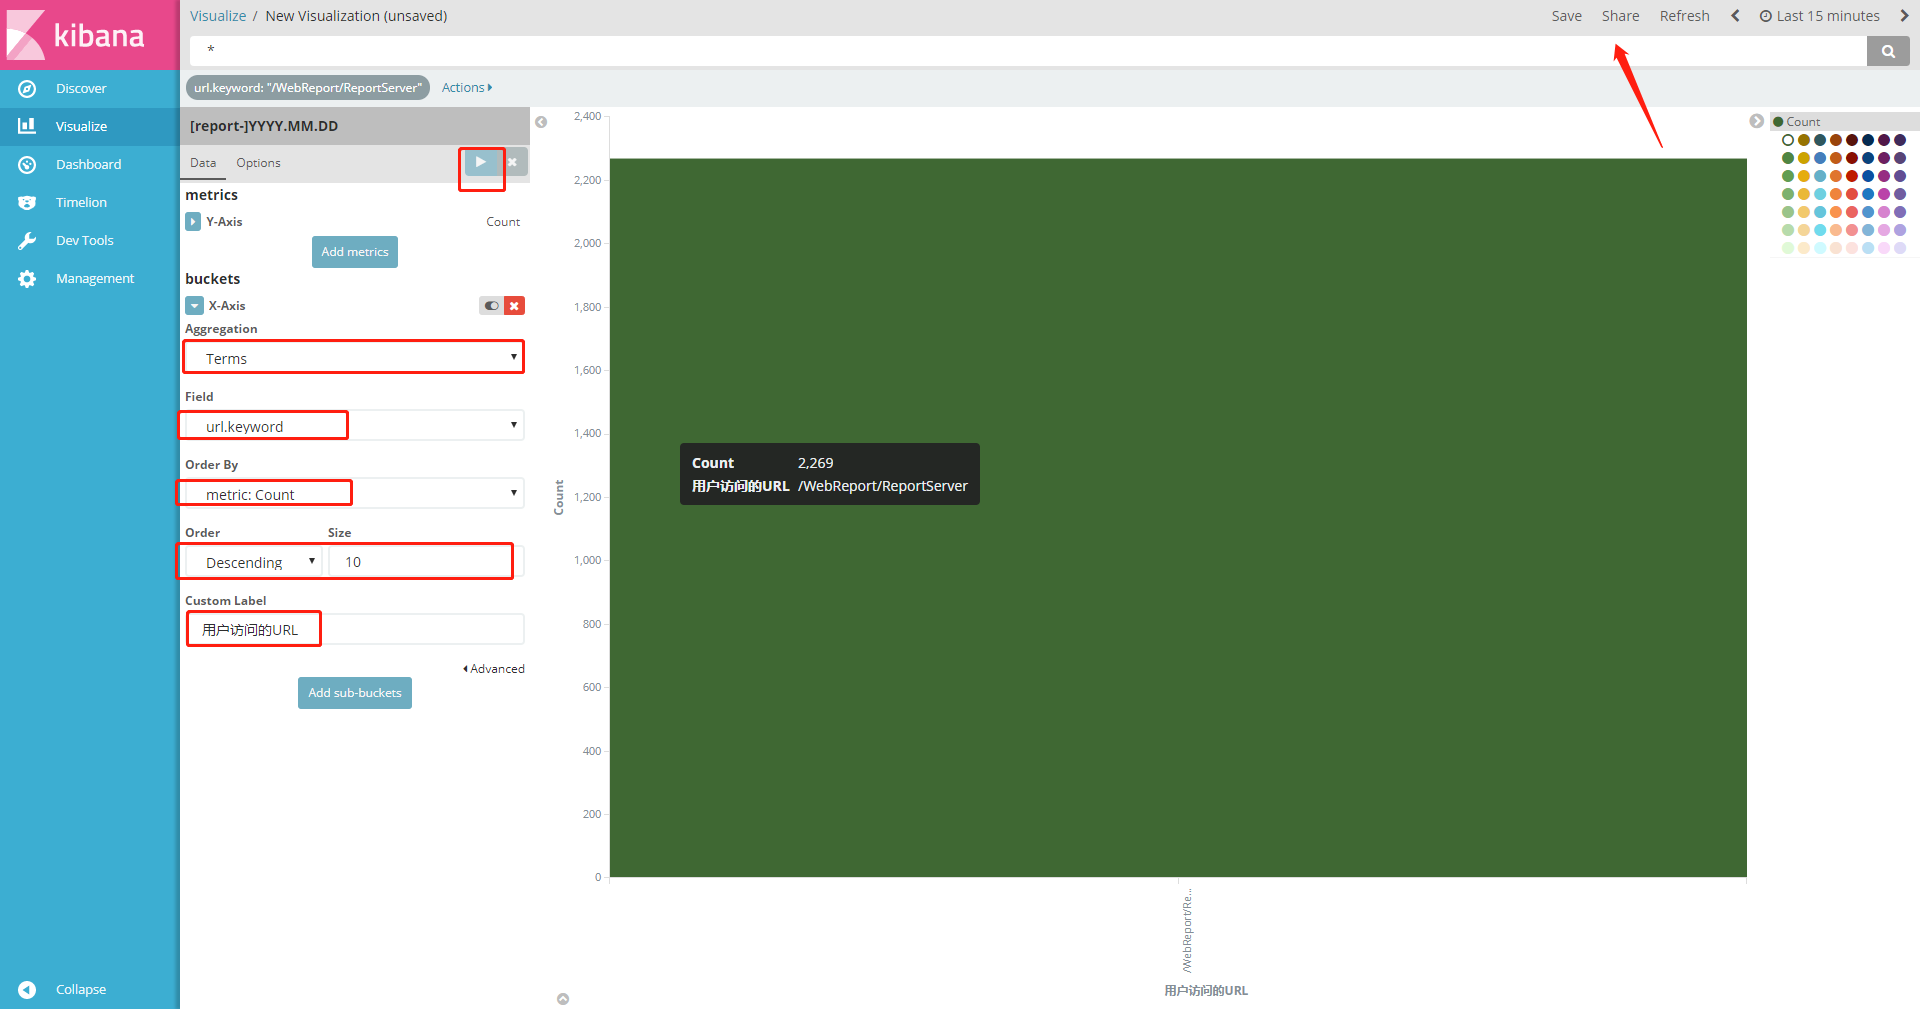 kibana
Discover
Visualize
Dashboard
Timelion
Dev Tools
Management
Collapse
Visualize / New Visualization (unsaved)
Save Share Refresh Last 15 minutes
*
url.keyword: "/WebReport/ReportServer" Actions
[report-]YYYY.MM.DD
Data Options
metrics
Y-Axis Count
Add metrics
buckets
X-Axis
Aggregation
Terms
Field
url.keyword
Order By
metric: Count
Order Size
Descending 10
Custom Label
用户访问的URL
Advanced
Add sub-buckets
2,400
2,200
2,000
1,800
1,600
1,400
1,200
1,000
800
600
400
200
0
Count
Count 2,269
用户访问的URL /WebReport/ReportServer
/WebReport/Re...
用户访问的URL
Count